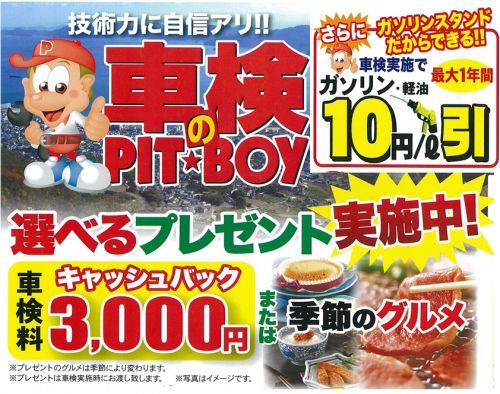 技術力に自信アリ!!
P
車検の
PIT★BOY
さらに
ガソリンスタンド
だからできる!!
車検実施で
最大1年間
ガソリン・軽油
10円/ℓ引
選べるプレゼント
実施中!
車検料
キャッシュバック
3,000円
または
季節のグルメ
※プレゼントのグルメは季節により変わります。
※プレゼントは車検実施時にお渡し致します。 ※写真はイメージです。